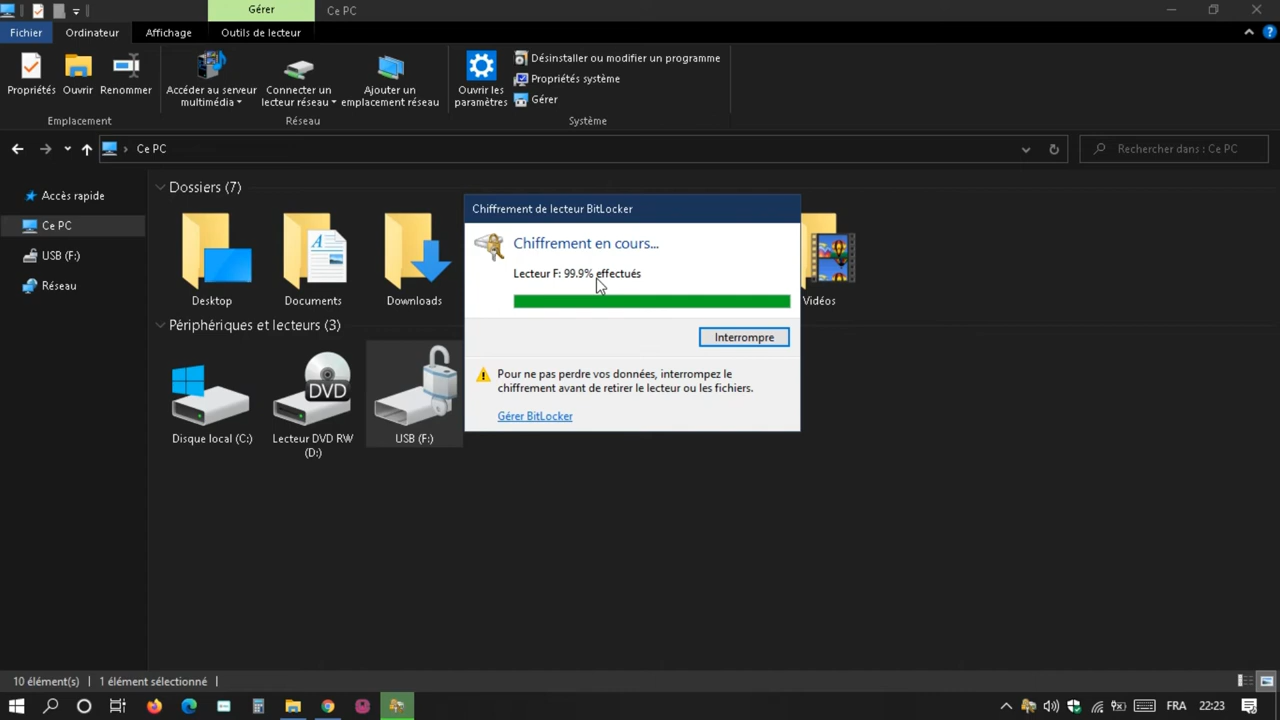 Gérer
Ce PC
Fichier
Ordinateur
Affichage
Outils de lecteur
Propriétés
Ouvrir
Renommer
Emplacement
Accéder au serveur
multimédia
Connecter un
lecteur réseau
Ajouter un
emplacement réseau
Réseau
Ouvrir les
paramètres
Désinstaller ou modifier un programme
Propriétés système
Gérer
Système
Ce PC
Rechercher dans : Ce PC
Accès rapide
Ce PC
USB (F:)
Réseau
Dossiers (7)
Desktop
Documents
Downloads
Vidéos
Périphériques et lecteurs (3)
Disque local (C:)
DVD
Lecteur DVD RW
(D:)
USB (F:)
Chiffrement de lecteur BitLocker
Chiffrement en cours...
Lecteur F: 99.9% effectués
Interrompre
Pour ne pas perdre vos données, interrompez le
chiffrement avant de retirer le lecteur ou les fichiers.
Gérer BitLocker
10 élément(s)
1 élément sélectionné
FRA
22:23